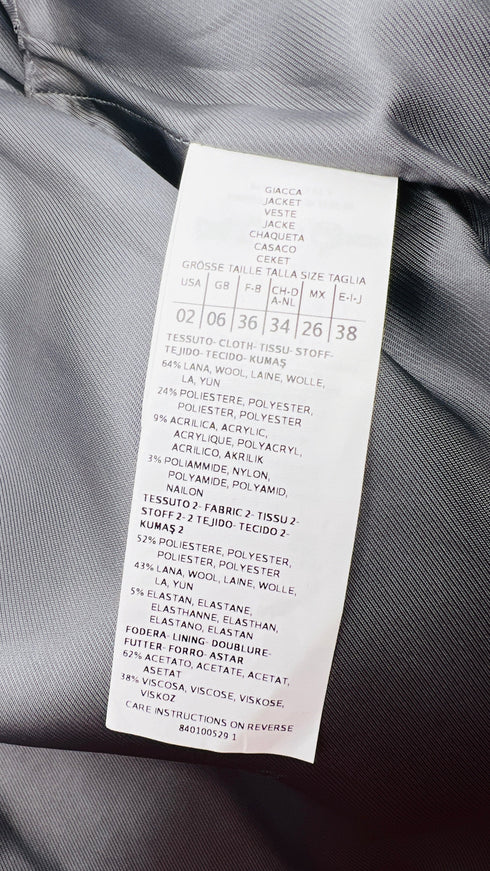 GIACCA
JACKET
VESTE
JACKE
CHAQUETA
CASACO
CEKET
GRÖSSE TAILLE TALLA SIZE TAGLIA
USA GB F-B CH-D A-NL MX E-I-J
02 06 36 34 26 38
TESSUTO- CLOTH- TISSU- STOFF-
TEJIDO- TECIDO- KUMAŞ
64% LANA, WOOL, LAINE, WOLLE,
LA, YUN
24% POLIESTERE, POLYESTER,
POLIESTER, POLYESTER
9% ACRILICA, ACRYLIC,
ACRYLIQUE, POLYACRYL,
ACRILICO, AKRILIK
3% POLIAMMIDE, NYLON,
POLYAMIDE, POLYAMID,
NAILON
TESSUTO 2- FABRIC 2- TISSU 2-
STOFF 2- 2 TEJIDO- TECIDO 2-
KUMAŞ 2
52% POLIESTERE, POLYESTER,
POLIESTER, POLYESTER
43% LANA, WOOL, LAINE, WOLLE,
LA, YUN
5% ELASTAN, ELASTANE,
ELASTHANNE, ELASTHAN,
ELASTANO, ELASTAN
FODERA- LINING- DOUBLURE-
FUTTER- FORRO- ASTAR
62% ACETATO, ACETATE, ACETAT,
ASETAT
38% VISCOSA, VISCOSE, VISKOSE,
VISKOZ
CARE INSTRUCTIONS ON REVERSE
840100529 1